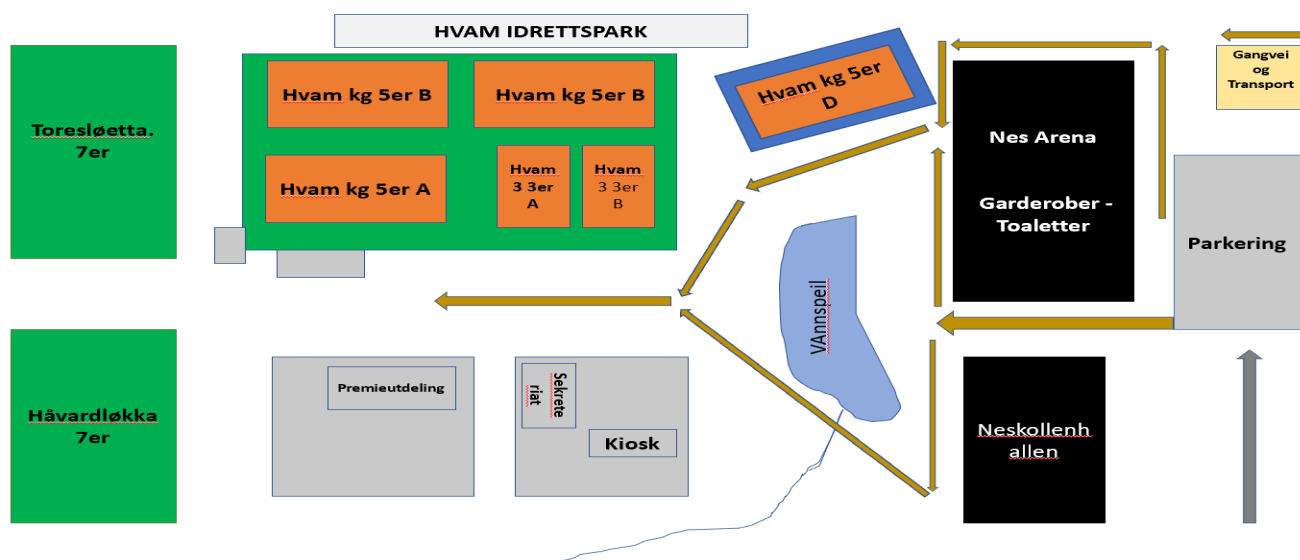 HVAM IDRETTSPARK
Gangvei
og
Transport
Toresløetta.
7er
Hvam kg 5er B
Hvam kg 5er B
Hvam kg 5er
D
Hvam kg 5er A
Hvam
3 3er
A
Hvam
3 3er
B
Nes Arena
Garderober -
Toaletter
Parkering
VAnnspeil
Håvardløkka
7er
Premieutdeling
Sekrete
riat
Kiosk
Neskollenh
allen